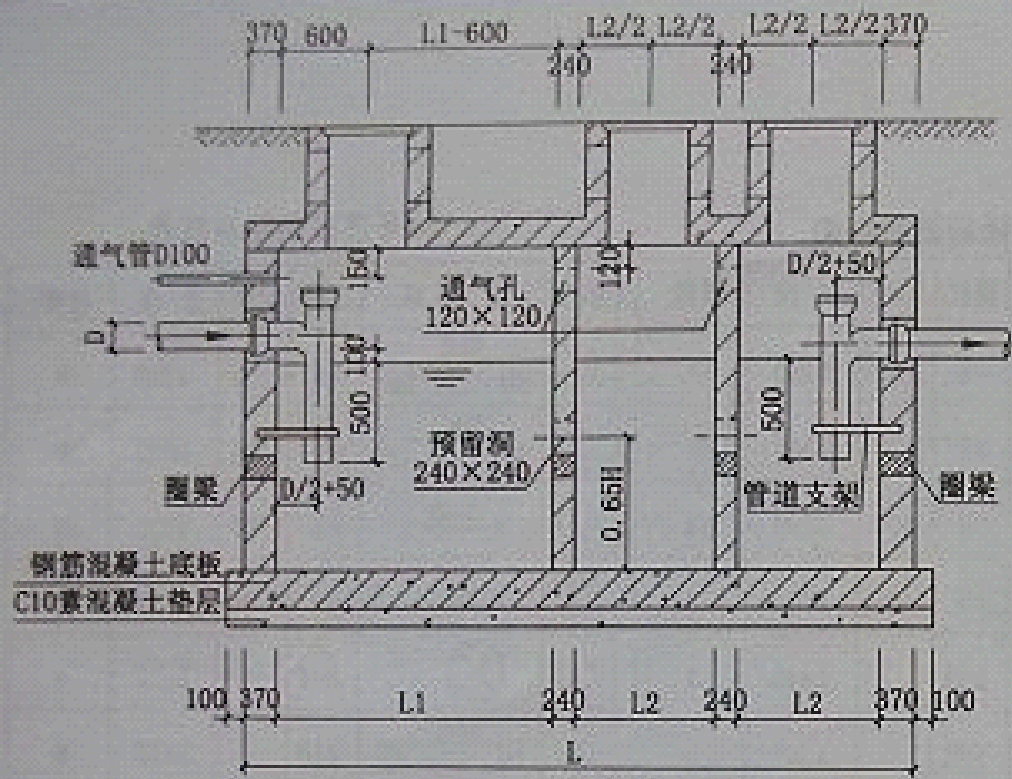 370 600 L1-600 L2/2 L2/2 L2/2 L2/2 370
240 240
通气管D100
150
120
D/2+50
通气孔
120×120
D
100
500
500
预留洞
240×240
0.65H
圈梁
D/2+50
管道支架
圈梁
钢筋混凝土底板
C10素混凝土垫层
100 370 L1 240 L2 240 L2 370 100
L